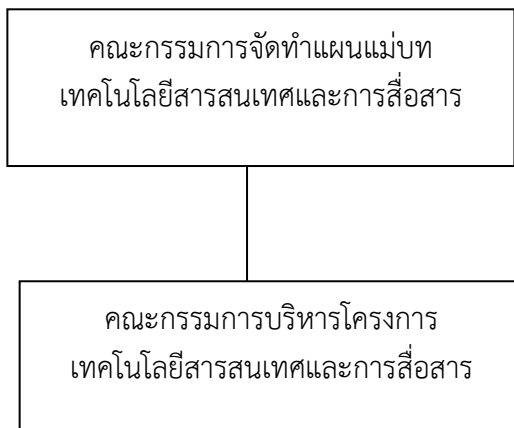 คณะกรรมการจัดทำแผนแม่บท
เทคโนโลยีสารสนเทศและการสื่อสาร
คณะกรรมการบริหารโครงการ
เทคโนโลยีสารสนเทศและการสื่อสาร